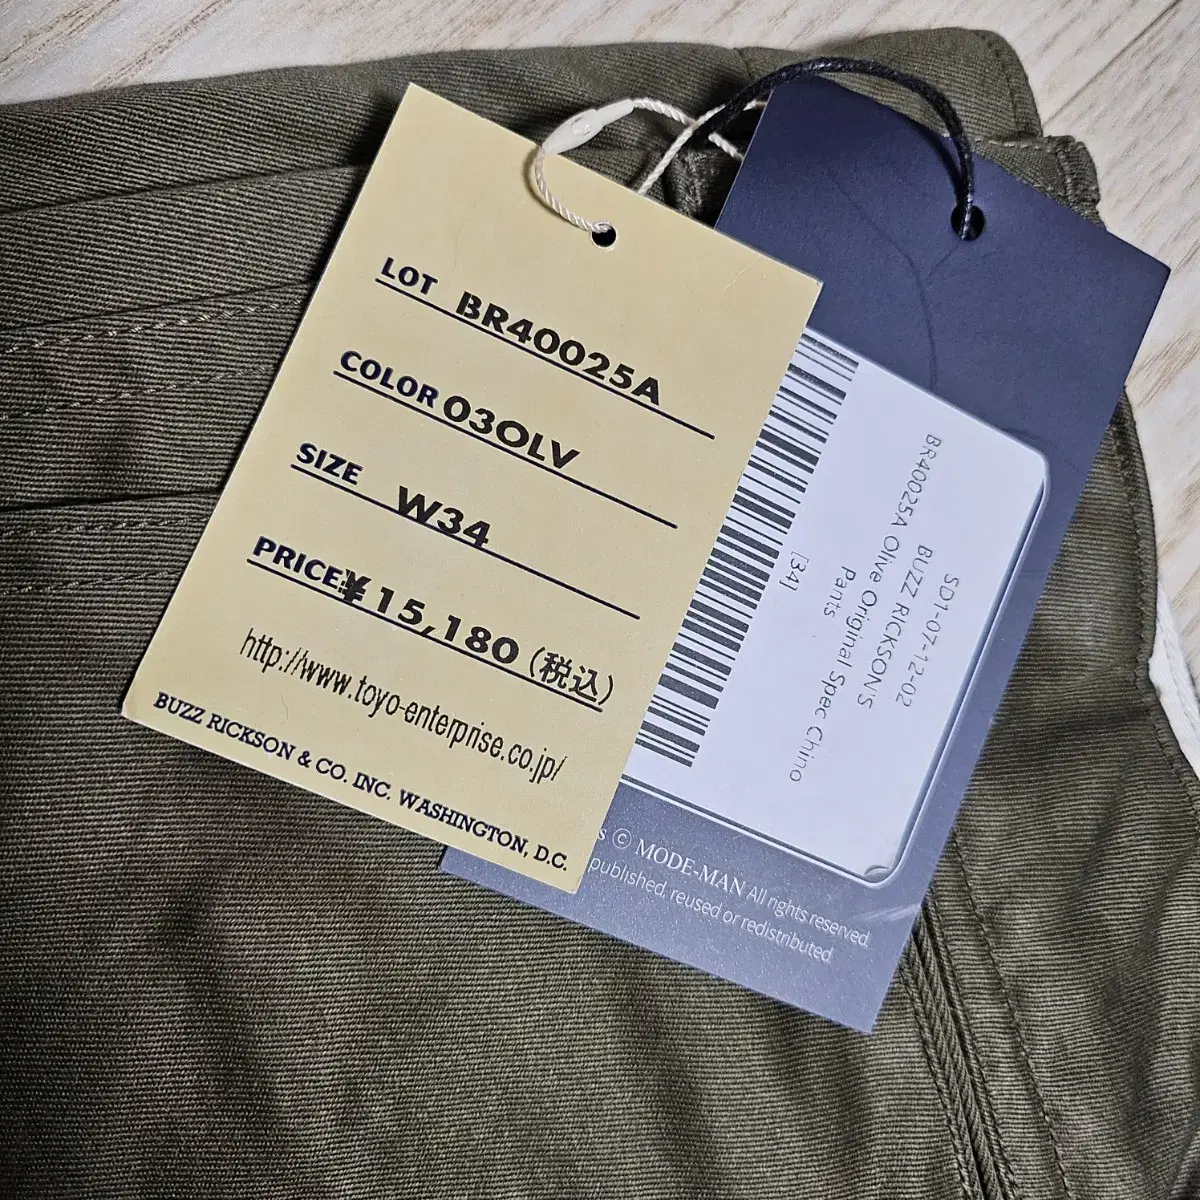 LOT BR40025A
COLOR 03OLV
SIZE W34
PRICE ¥15,180 (税込)
http://www.toyo-enterprise.co.jp/
BUZZ RICKSON & CO. INC. WASHINGTON, D.C.
SD1-07-12-02
BUZZ RICKSON'S
BR40025A Olive Original Spec Chino
Pants
[34]
© MODE-MAN All rights reserved.
published, reused or redistributed.